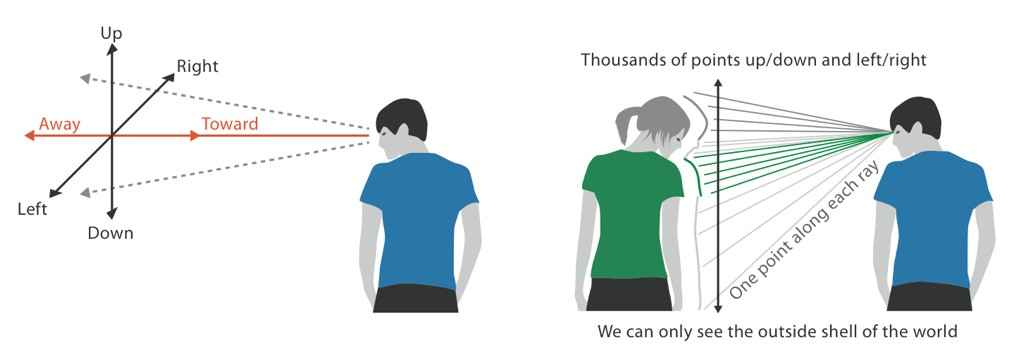 Up
Right
Away
Toward
Left
Down
Thousands of points up/down and left/right
One point along each ray
We can only see the outside shell of the world